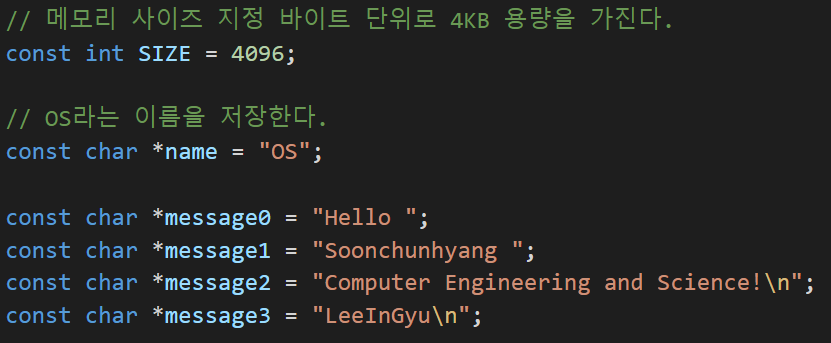 // 메모리 사이즈 지정 바이트 단위로 4KB 용량을 가진다.
const int SIZE = 4096;
// OS라는 이름을 저장한다.
const char *name = "OS";
const char *message0 = "Hello ";
const char *message1 = "Soonchunhyang ";
const char *message2 = "Computer Engineering and Science!\n";
const char *message3 = "LeeInGyu\n";